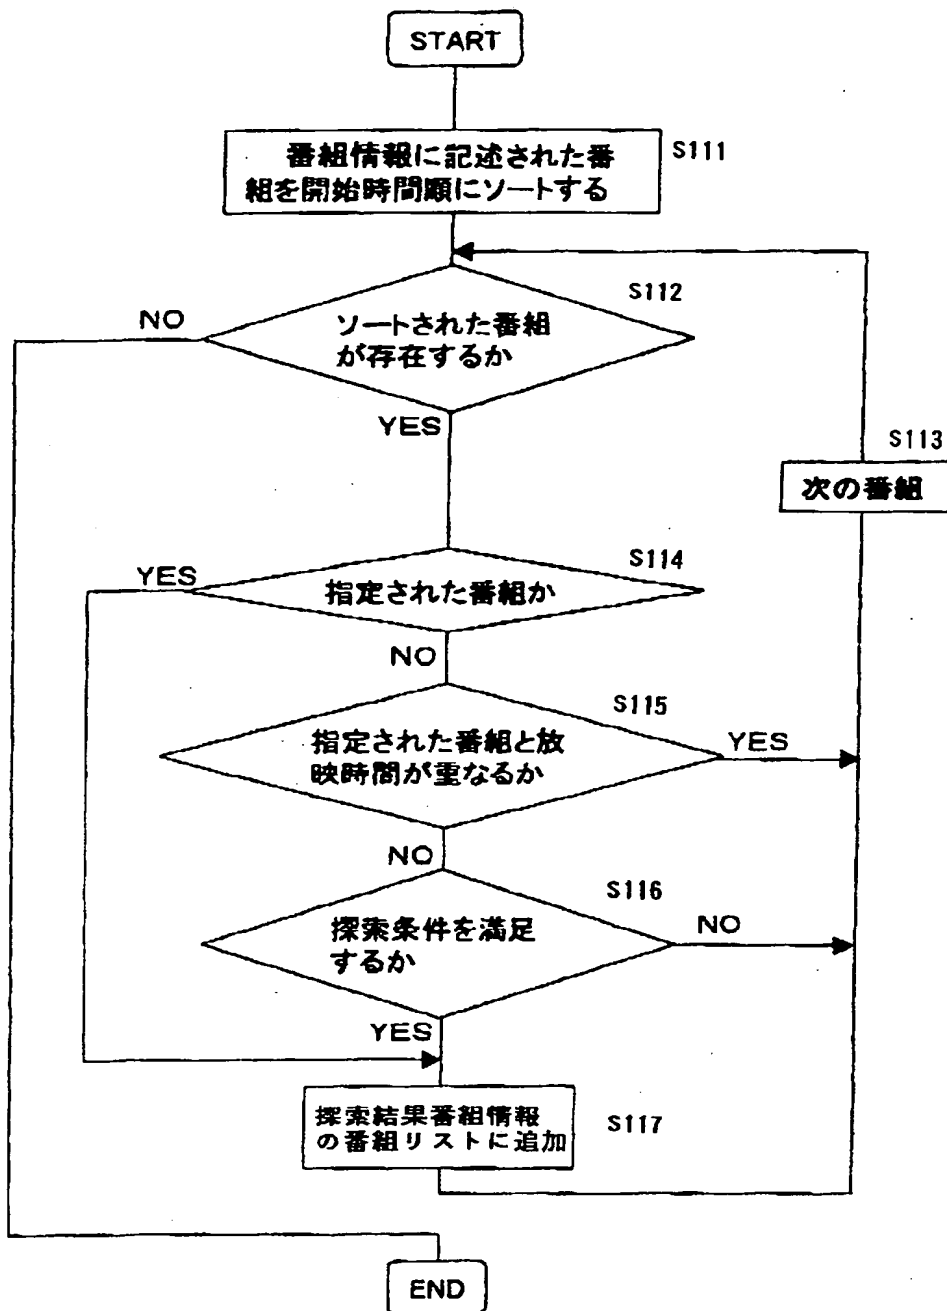 START
番組情報に記述された番
組を開始時間順にソートする
S111
S112
NO
ソートされた番組
が存在するか
YES
S113
次の番組
S114
YES
指定された番組か
NO
S115
指定された番組と放
映時間が重なるか
YES
NO
S116
探索条件を満足
するか
NO
YES
探索結果番組情報
の番組リストに追加
S117
END